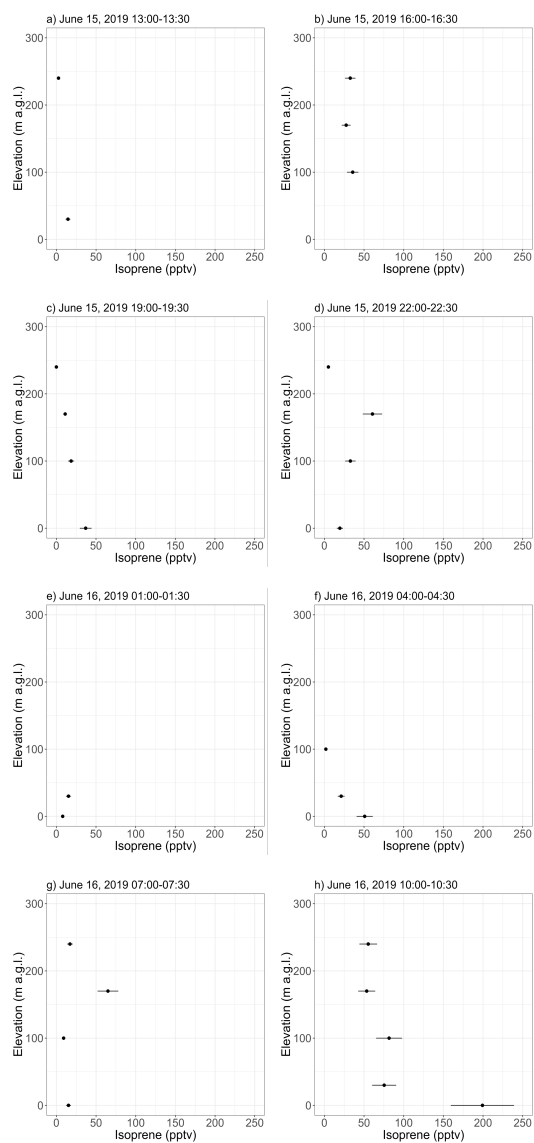 a) June 15, 2019 13:00-13:30
300
200
100
0
Elevation (m a.g.l.)
0 50 100 150 200 250
Isoprene (pptv)
b) June 15, 2019 16:00-16:30
300
200
100
0
Elevation (m a.g.l.)
0 50 100 150 200 250
Isoprene (pptv)
c) June 15, 2019 19:00-19:30
300
200
100
0
Elevation (m a.g.l.)
0 50 100 150 200 250
Isoprene (pptv)
d) June 15, 2019 22:00-22:30
300
200
100
0
Elevation (m a.g.l.)
0 50 100 150 200 250
Isoprene (pptv)
e) June 16, 2019 01:00-01:30
300
200
100
0
Elevation (m a.g.l.)
0 50 100 150 200 250
Isoprene (pptv)
f) June 16, 2019 04:00-04:30
300
200
100
0
Elevation (m a.g.l.)
0 50 100 150 200 250
Isoprene (pptv)
g) June 16, 2019 07:00-07:30
300
200
100
0
Elevation (m a.g.l.)
0 50 100 150 200 250
Isoprene (pptv)
h) June 16, 2019 10:00-10:30
300
200
100
0
Elevation (m a.g.l.)
0 50 100 150 200 250
Isoprene (pptv)